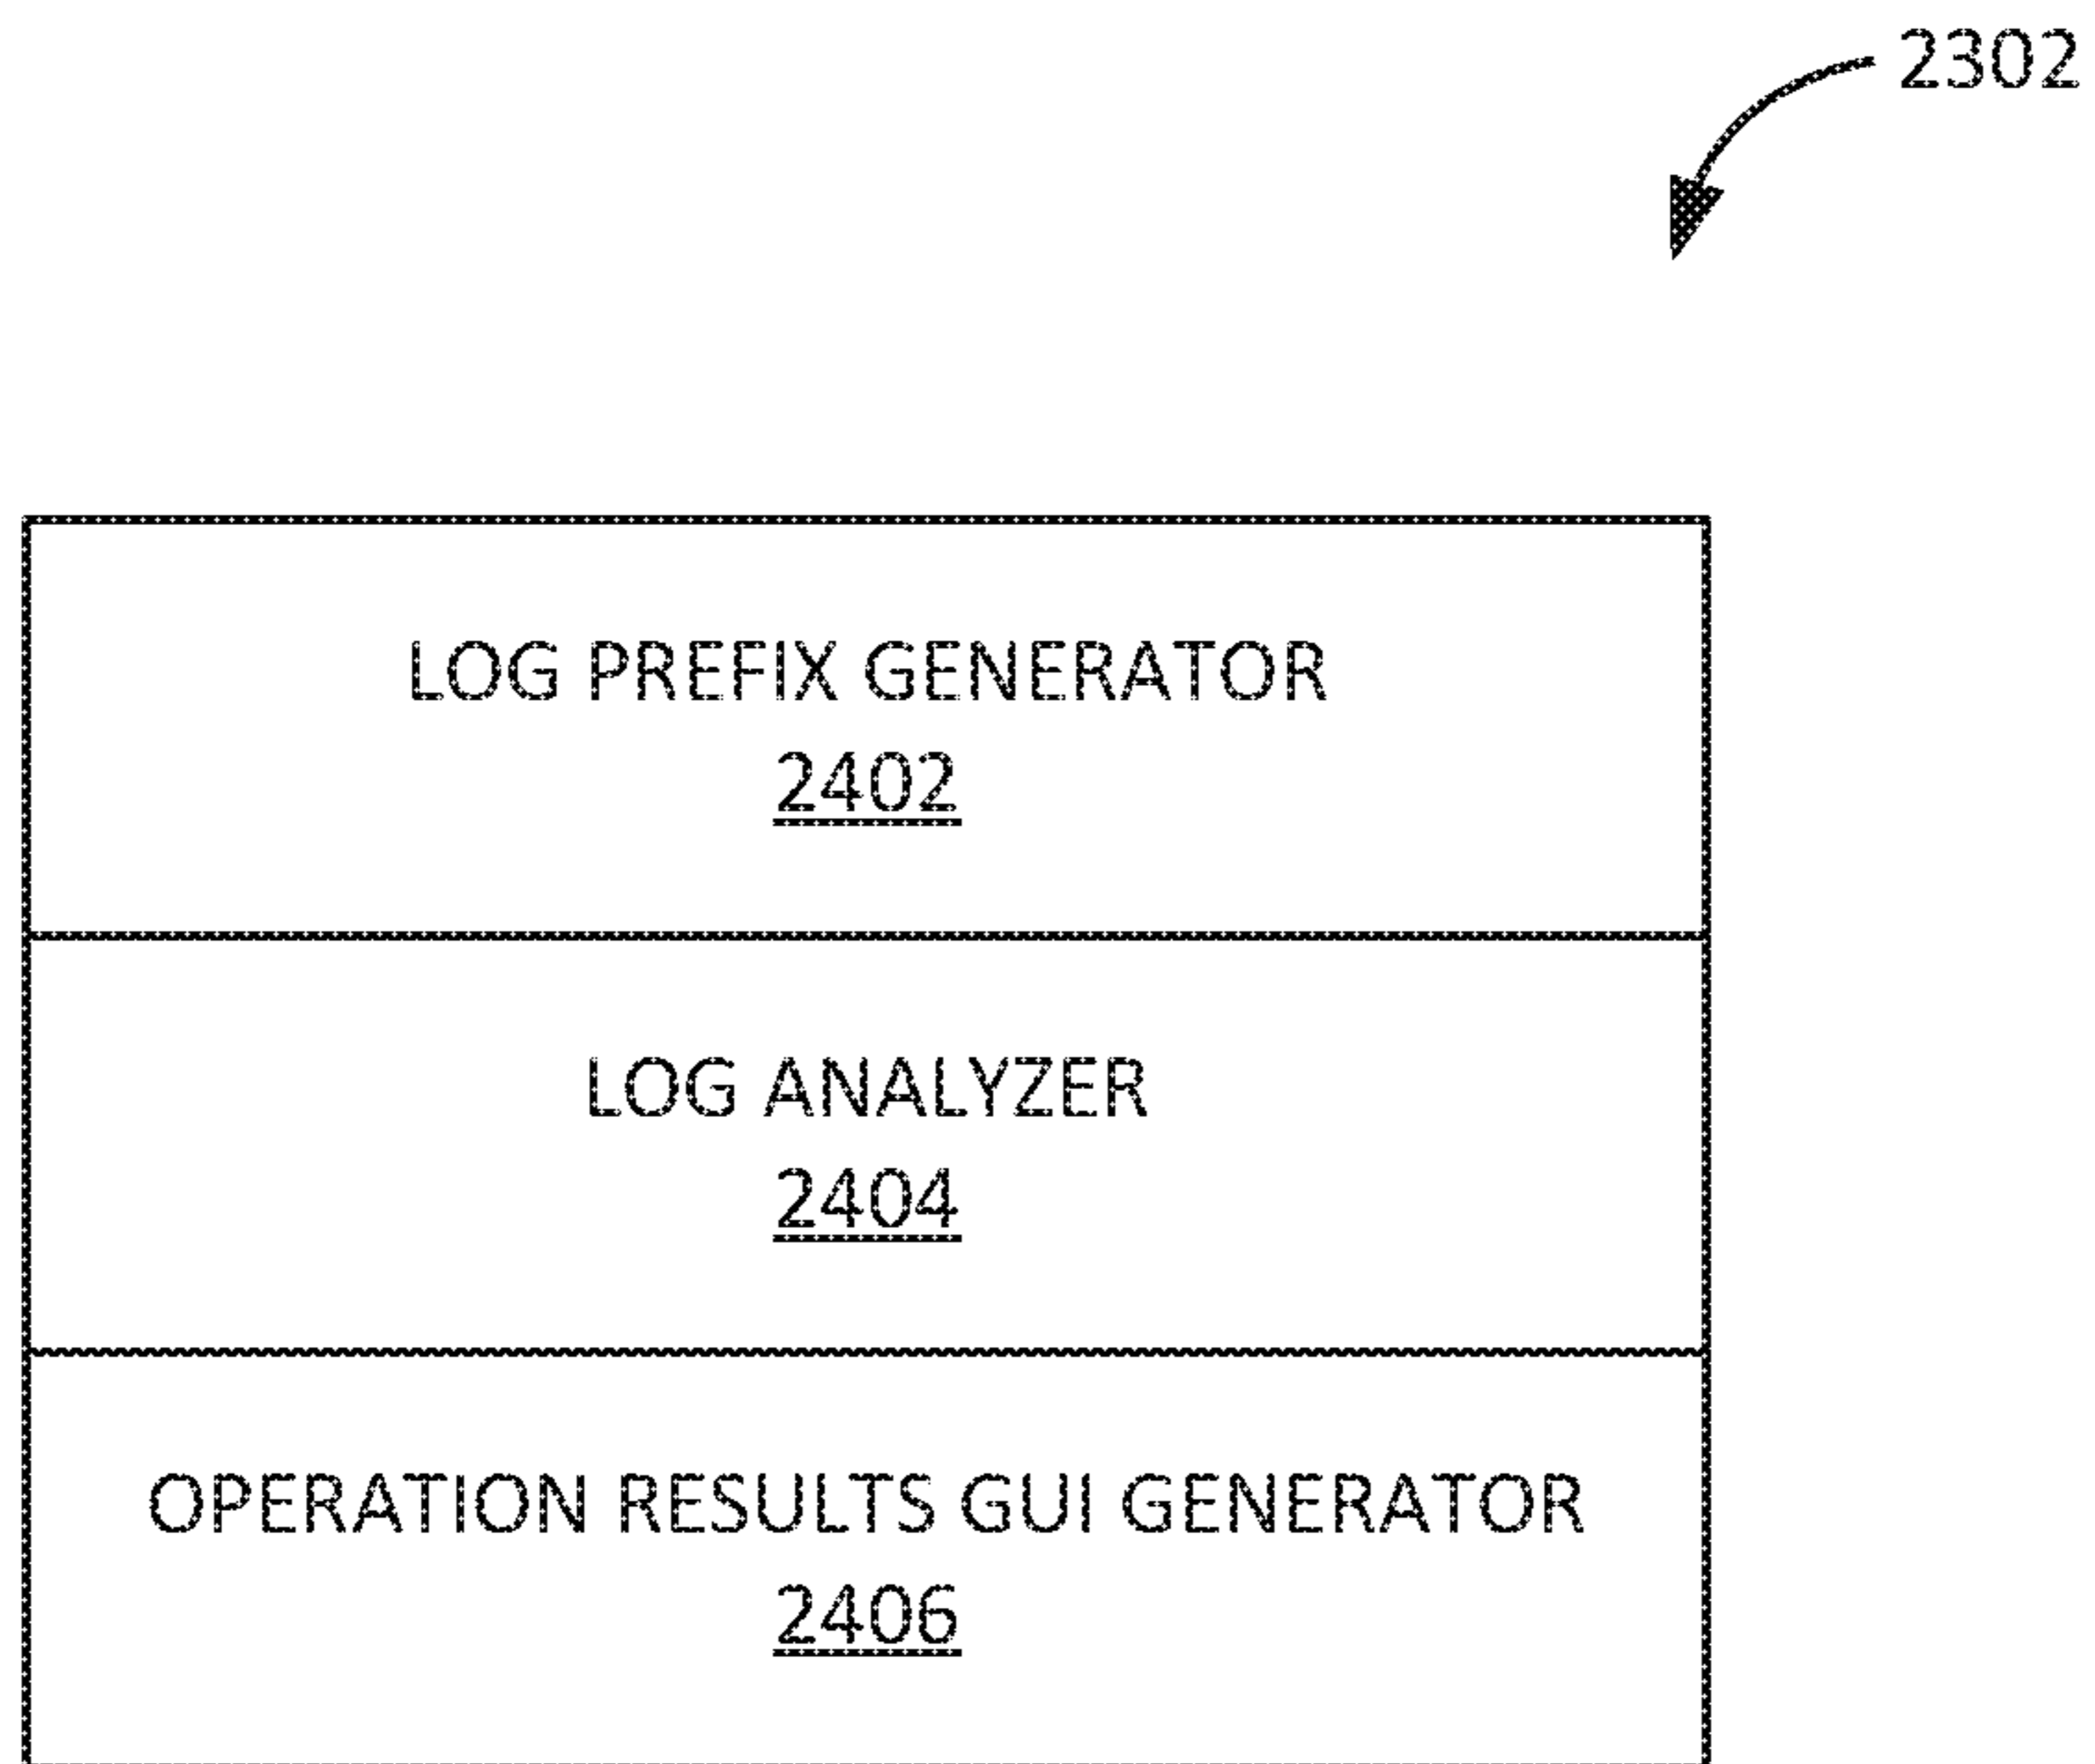 2302
LOG PREFIX GENERATOR
2402
LOG ANALYZER
2404
OPERATION RESULTS GUI GENERATOR
2406